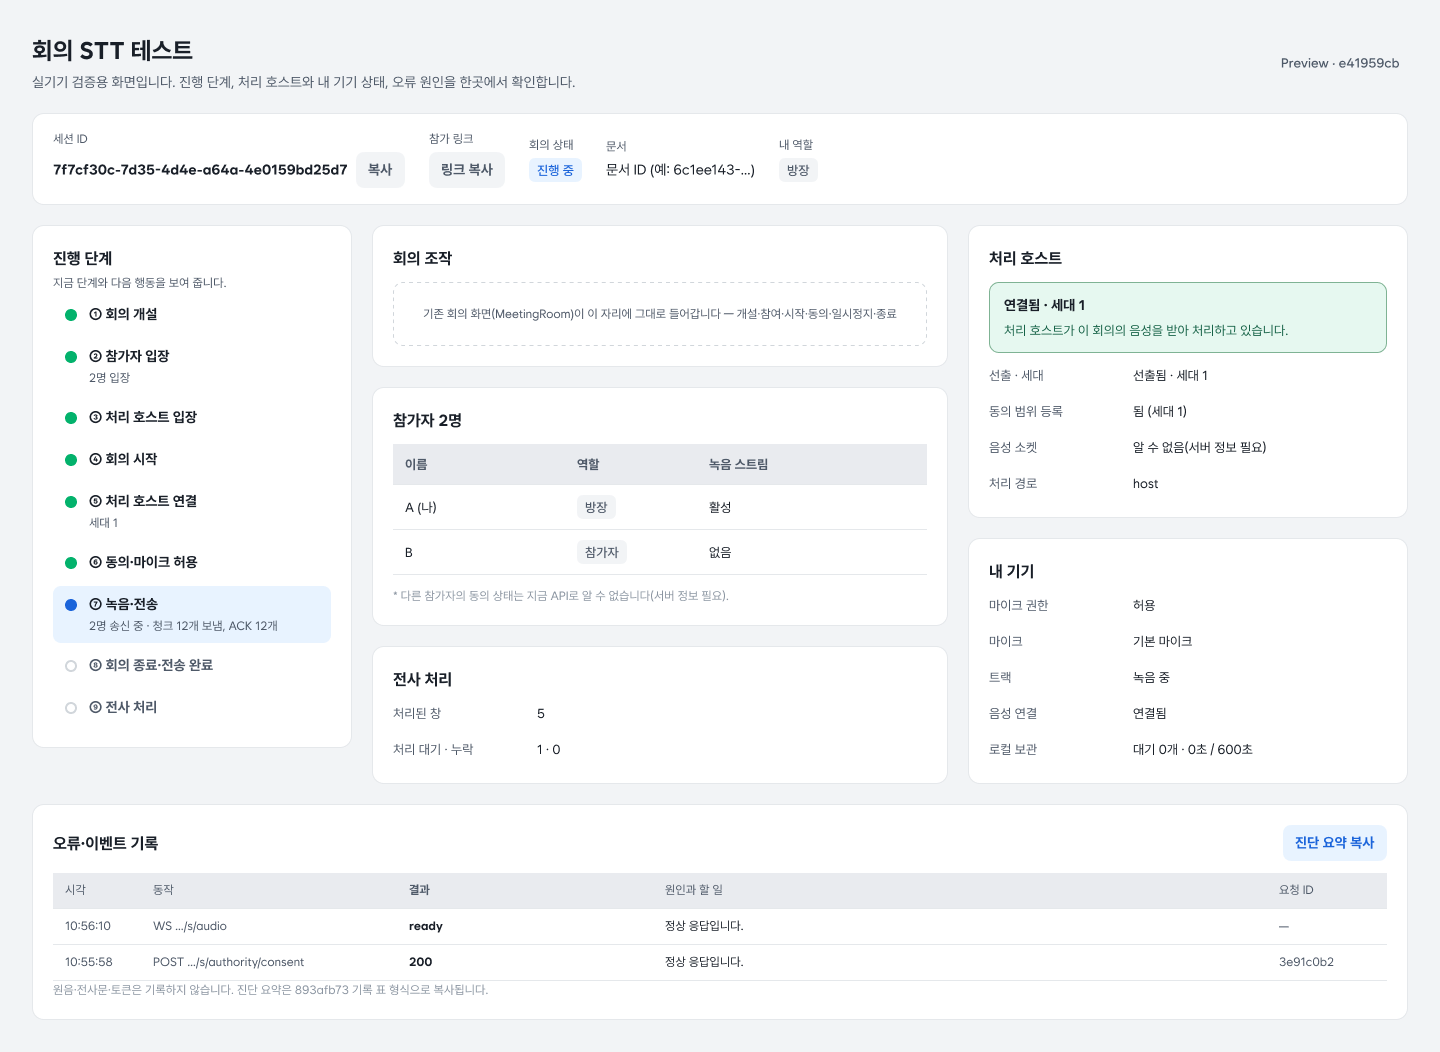 회의 STT 테스트
실기기 검증용 화면입니다. 진행 단계, 처리 호스트와 내 기기 상태, 오류 원인을 한곳에서 확인합니다.
Preview · e41959cb
세션 ID
7f7cf30c-7d35-4d4e-a64a-4e0159bd25d7
복사
참가 링크
링크 복사
회의 상태
진행 중
문서
문서 ID (예: 6c1ee143-...)
내 역할
방장
진행 단계
지금 단계와 다음 행동을 보여 줍니다.
① 회의 개설
② 참가자 입장
2명 입장
③ 처리 호스트 입장
④ 회의 시작
⑤ 처리 호스트 연결
세대 1
⑥ 동의·마이크 허용
⑦ 녹음·전송
2명 송신 중 · 청크 12개 보냄, ACK 12개
⑧ 회의 종료·전송 완료
⑨ 전사 처리
회의 조작
기존 회의 화면(MeetingRoom)이 이 자리에 그대로 들어갑니다 — 개설·참여·시작·동의·일시정지·종료
참가자 2명
이름 역할 녹음 스트림
A (나) 방장 활성
B 참가자 없음
* 다른 참가자의 동의 상태는 지금 API로 알 수 없습니다(서버 정보 필요).
전사 처리
처리된 창 5
처리 대기 · 누락 1 · 0
처리 호스트
연결됨 · 세대 1
처리 호스트가 이 회의의 음성을 받아 처리하고 있습니다.
선출 · 세대 선출됨 · 세대 1
동의 범위 등록 됨 (세대 1)
음성 소켓 알 수 없음(서버 정보 필요)
처리 경로 host
내 기기
마이크 권한 허용
마이크 기본 마이크
트랙 녹음 중
음성 연결 연결됨
로컬 보관 대기 0개 · 0초 / 600초
오류·이벤트 기록
진단 요약 복사
시각 동작 결과 원인과 할 일 요청 ID
10:56:10 WS .../s/audio ready 정상 응답입니다. —
10:55:58 POST .../s/authority/consent 200 정상 응답입니다. 3e91c0b2
원음·전사문·토큰은 기록하지 않습니다. 진단 요약은 893afb73 기록 표 형식으로 복사됩니다.